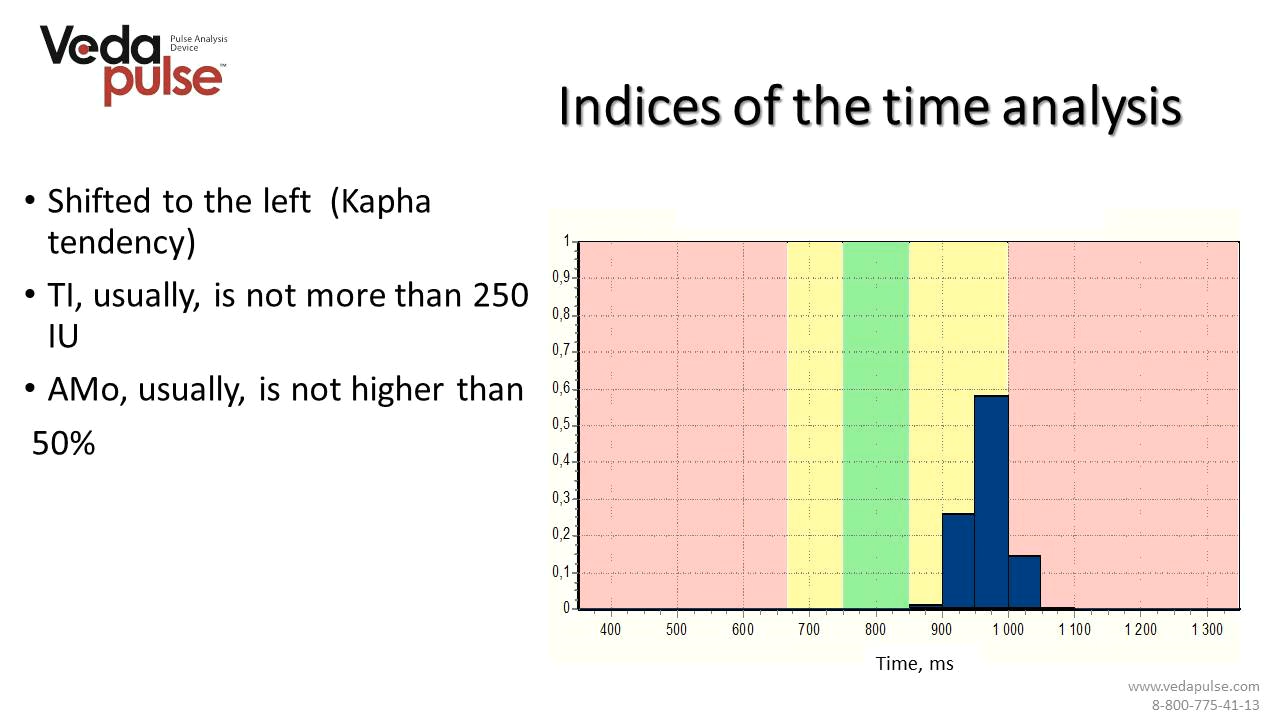 Veda
pulse™
Pulse Analysis
Device
Indices of the time analysis
• Shifted to the left (Kapha
tendency)
• TI, usually, is not more than 250
IU
• AMo, usually, is not higher than
50%
1
0,9
0,8
0,7
0,6
0,5
0,4
0,3
0,2
0,1
0
400 500 600 700 800 900 1 000 1 100 1 200 1 300
Time, ms
www.vedapulse.com
8-800-775-41-13